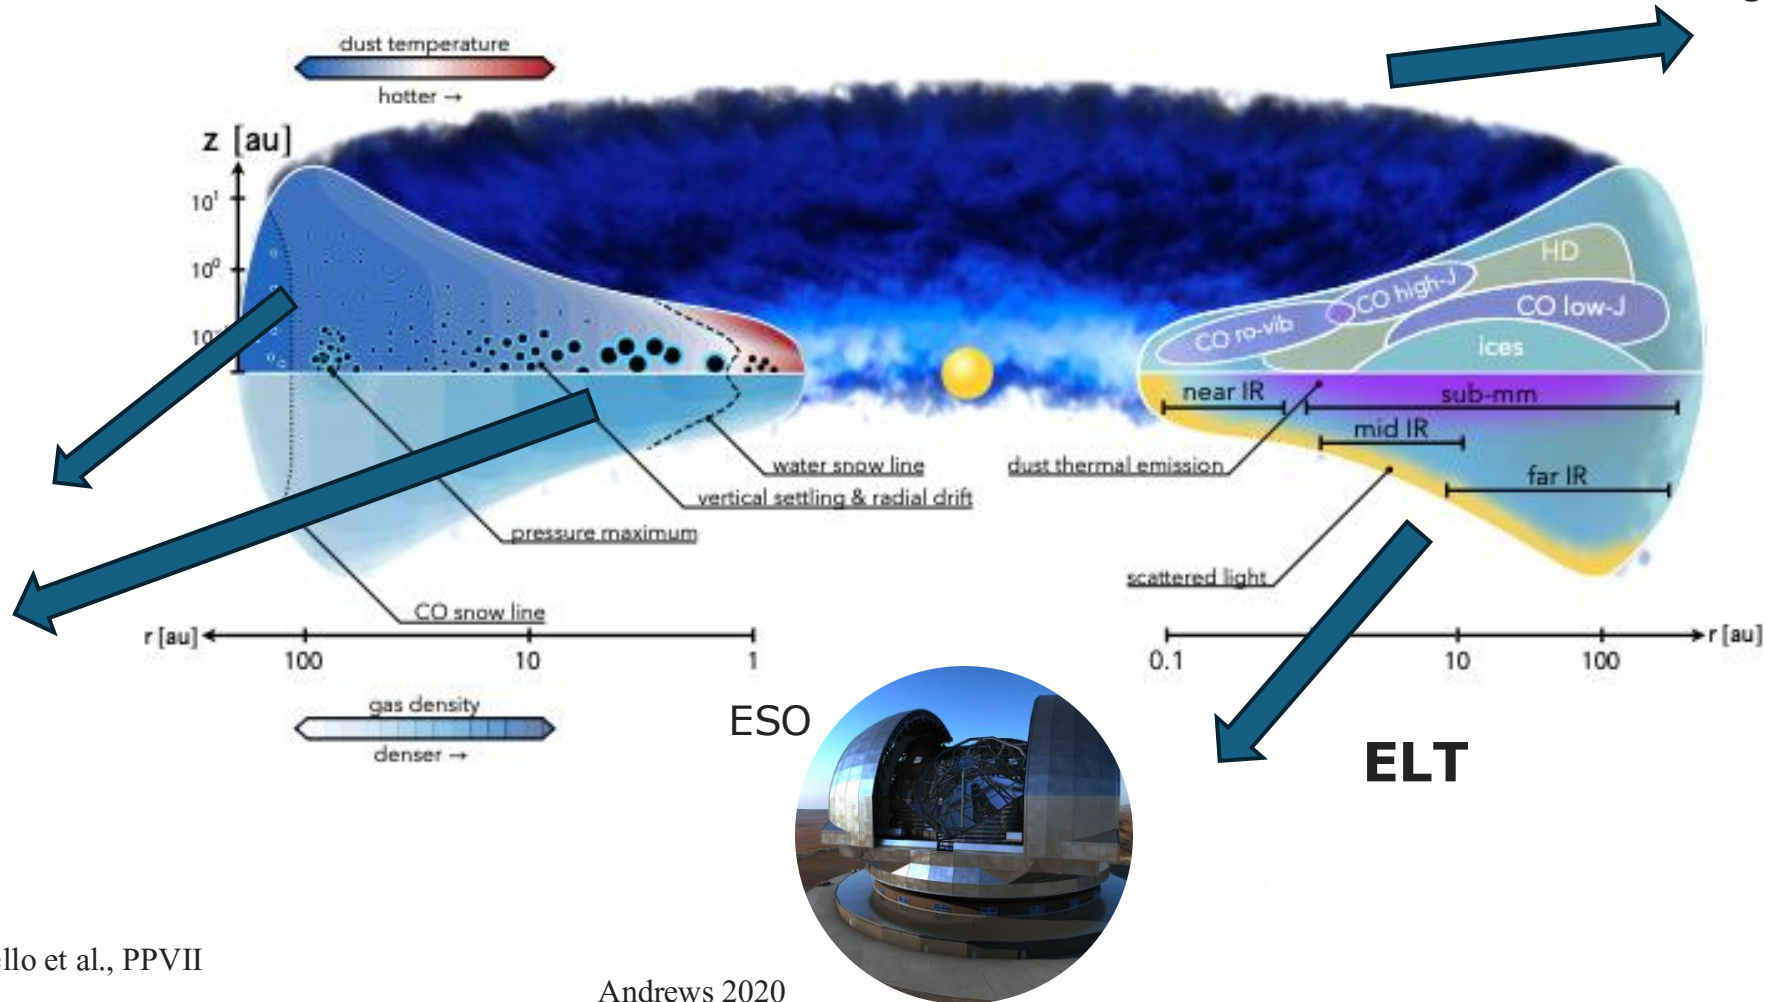 dust temperature
hotter →
z [au]
10¹
10⁰
HD
CO high-J
CO low-J
CO ro-vib
ices
near IR
sub-mm
mid IR
far IR
water snow line
dust thermal emission
vertical settling & radial drift
pressure maximum
scattered light
CO snow line
r [au]
100
10
1
0.1
10
100
r [au]
gas density
denser →
ESO
ELT
llo et al., PPVII
Andrews 2020